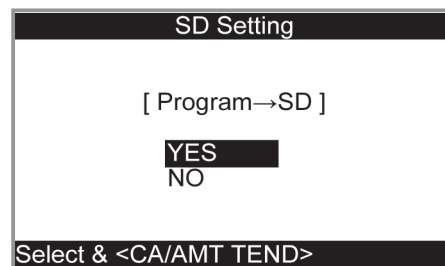 SD Setting
[ Program→SD ]
YES
NO
Select & <CA/AMT TEND>